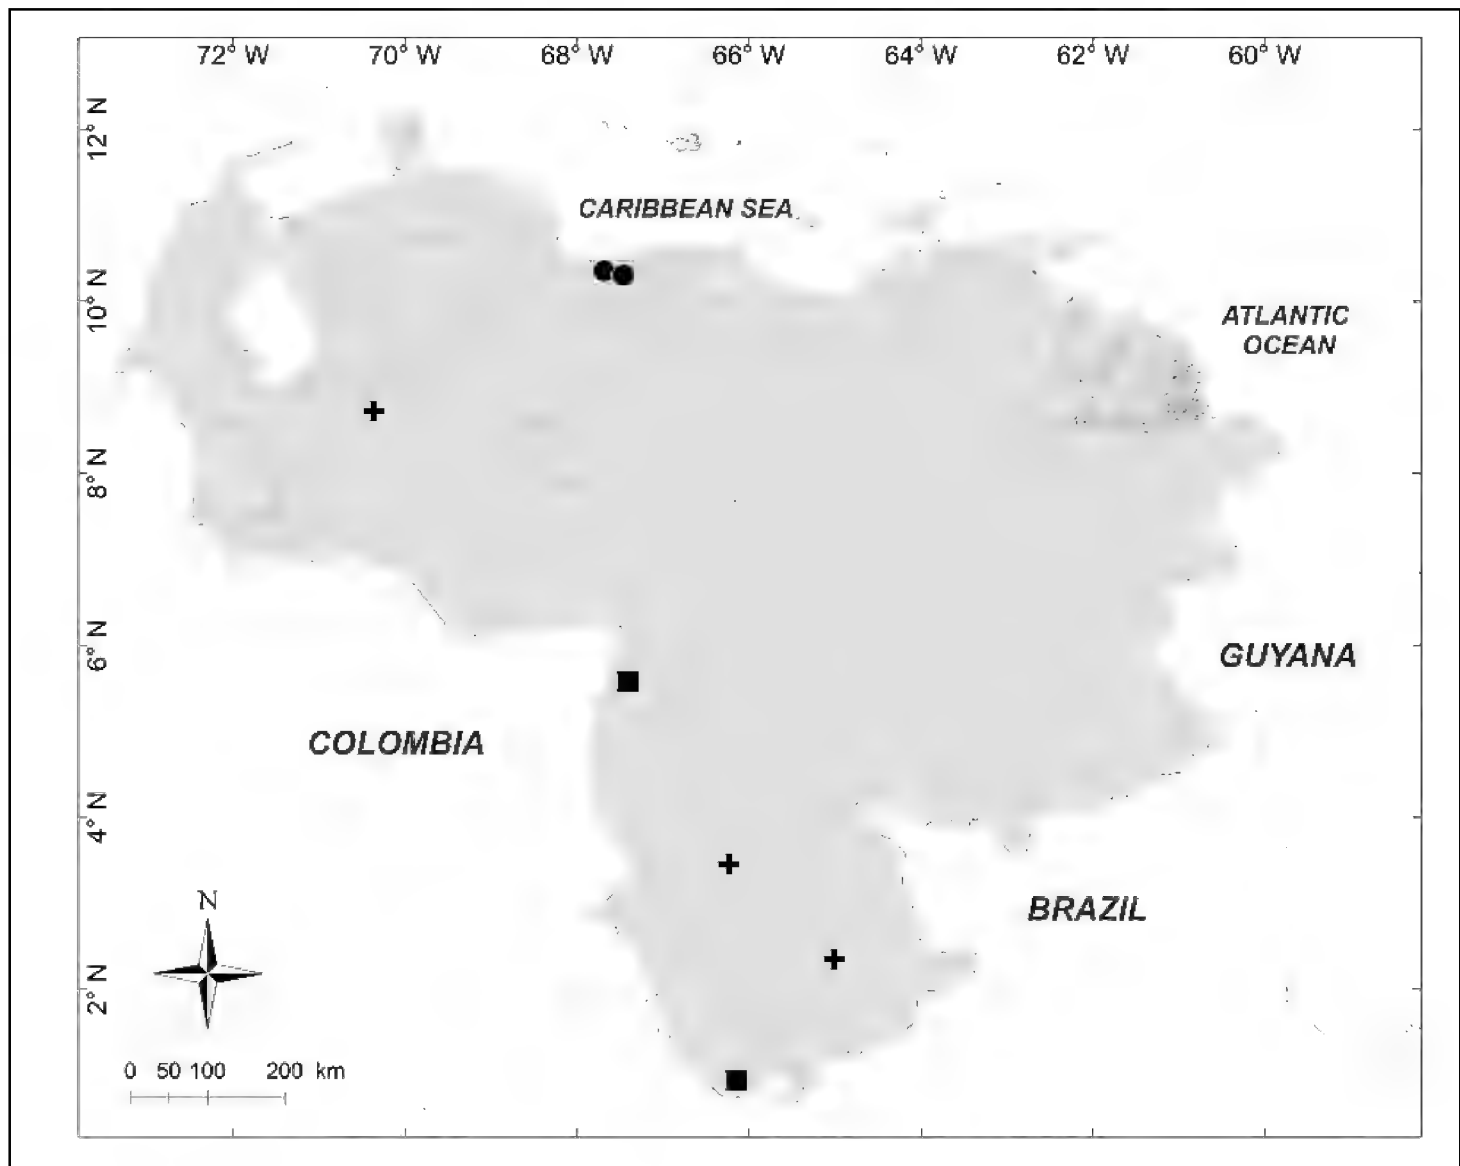 72° W 70° W 68° W 66° W 64° W 62° W 60° W
12° N
10° N
8° N
6° N
4° N
2° N
CARIBBEAN SEA
ATLANTIC
OCEAN
GUYANA
COLOMBIA
BRAZIL
N
0 50 100 200 km